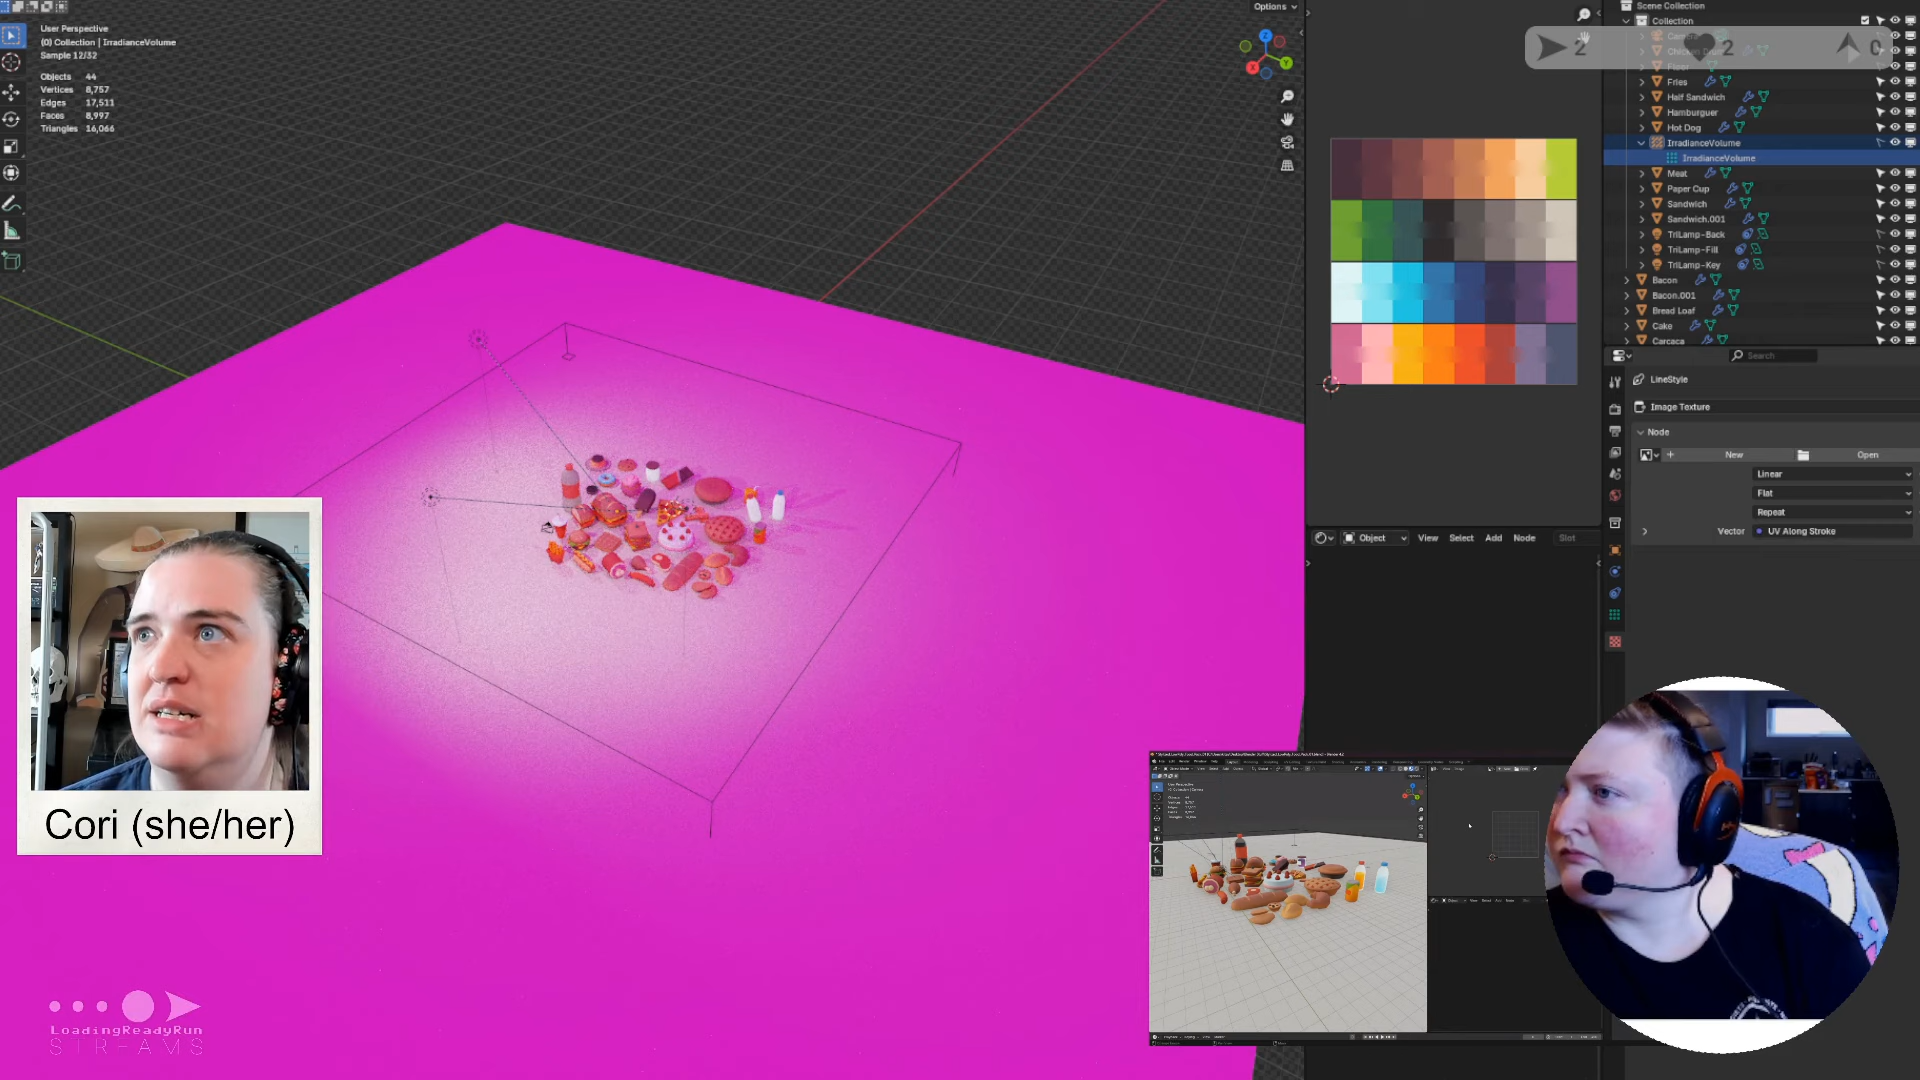 Options
User Perspective
(0) Collection | IrradianceVolume
Sample 12/32
Objects 44
Vertices 8,757
Edges 17,511
Faces 8,997
Triangles 16,066
Z
Y
X
Scene Collection
Collection
2
2
0
Fries
Half Sandwich
Hamburguer
Hot Dog
IrradianceVolume
IrradianceVolume
Meat
Paper Cup
Sandwich
Sandwich.001
TriLamp-Back
TriLamp-Fill
TriLamp-Key
Bacon
Bacon.001
Bread Loaf
Cake
Carcaca
Search
LineStyle
Image Texture
Node
New
Open
Linear
Flat
Repeat
Vector
UV Along Stroke
Object
View
Select
Add
Node
Slot
Cori (she/her)
LoadingReadyRun
STREAMS